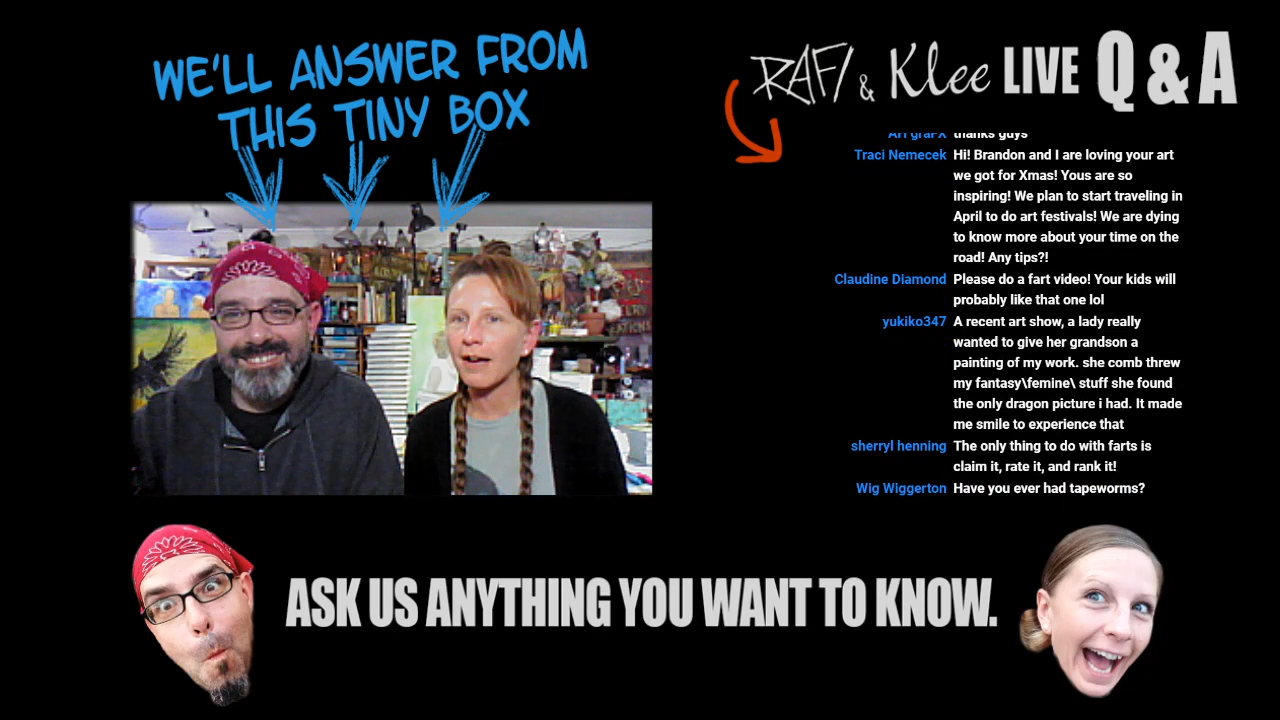 WE'LL ANSWER FROM
THIS TINY BOX
RAFI & Klee LIVE Q & A
Art graFX thanks guys
Traci Nemecek Hi! Brandon and I are loving your art
we got for Xmas! Yous are so
inspiring! We plan to start traveling in
April to do art festivals! We are dying
to know more about your time on the
road! Any tips?!
Claudine Diamond Please do a fart video! Your kids will
probably like that one lol
yukiko347 A recent art show, a lady really
wanted to give her grandson a
painting of my work. she comb threw
my fantasy\femine\ stuff she found
the only dragon picture i had. It made
me smile to experience that
sherryl henning The only thing to do with farts is
claim it, rate it, and rank it!
Wig Wiggerton Have you ever had tapeworms?
ASK US ANYTHING YOU WANT TO KNOW.